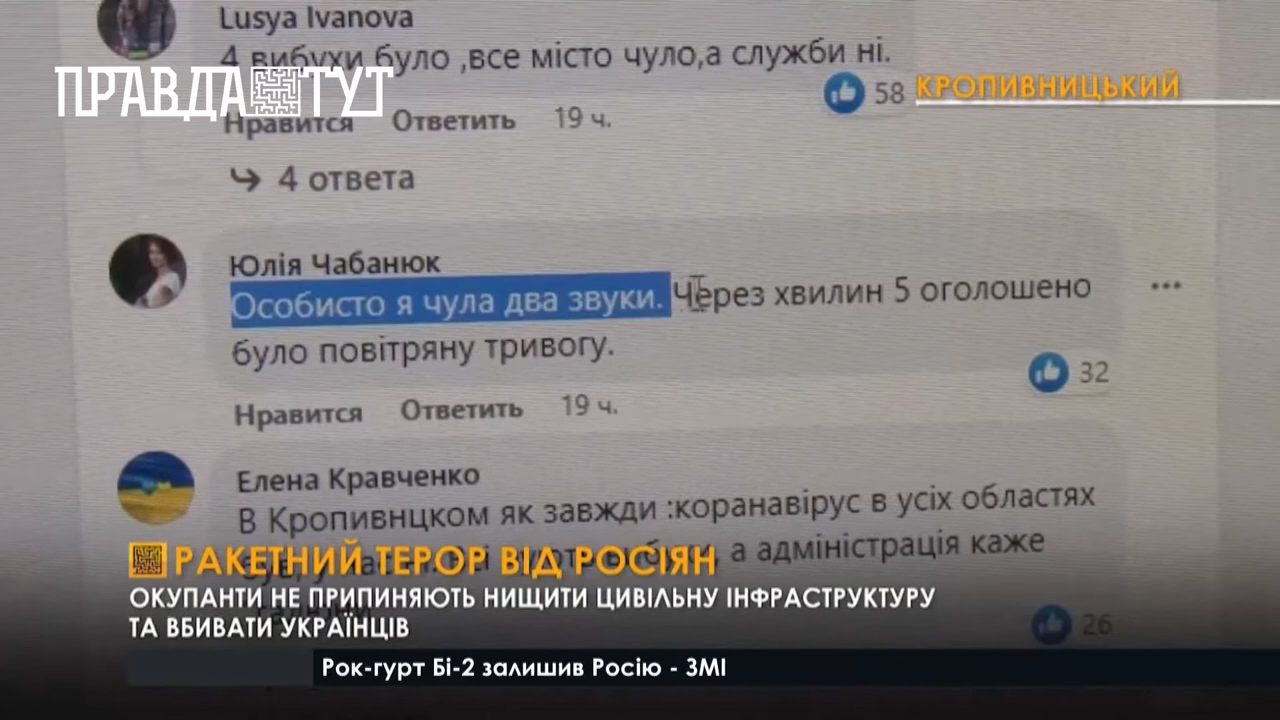 Lusya Ivanova
4 вибухи було ,все місто чуло,а служби ні.
ПРАВДА ТУТ
58
КРОПИВНИЦЬКИЙ
Нравится Ответить 19 ч.
4 ответа
Юлія Чабанюк
Особисто я чула два звуки. Через хвилин 5 оголошено
було повітряну тривогу.
32
Нравится Ответить 19 ч.
Елена Кравченко
В Кропивнцком як завжди :коранавірус в усіх областях
а адміністрація каже
РАКЕТНИЙ ТЕРОР ВІД РОСІЯН
ОКУПАНТИ НЕ ПРИПИНЯЮТЬ НИЩИТИ ЦИВІЛЬНУ ІНФРАСТРУКТУРУ
ТА ВБИВАТИ УКРАЇНЦІВ
26
Рок-гурт Бі-2 залишив Росію - ЗМІ